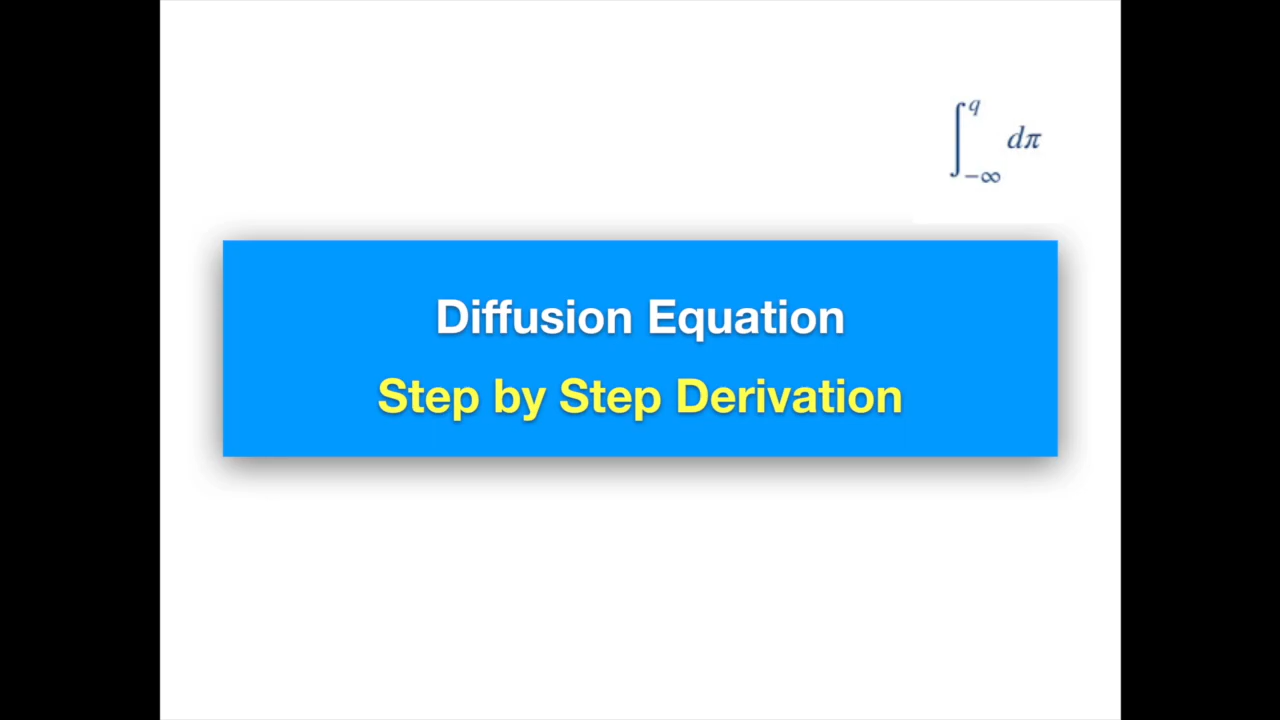 ∫_{-∞}^{q} dπ
Diffusion Equation
Step by Step Derivation